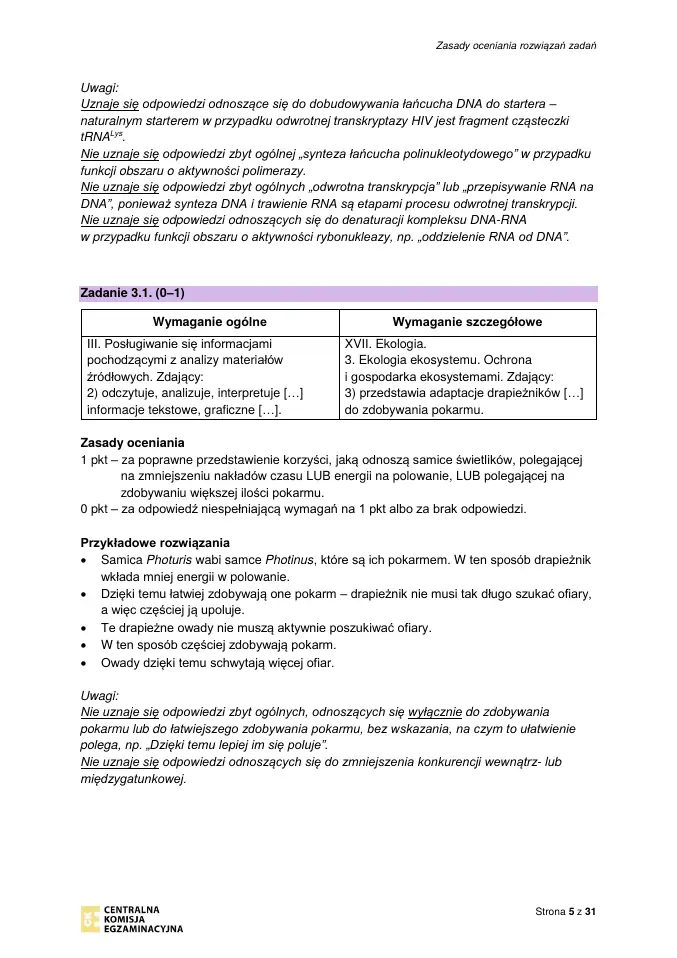 Zasady oceniania rozwiązań zadań
Uwagi:
Uznaje się odpowiedzi odnoszące się do dobudowywania łańcucha DNA do startera –
naturalnym starterem w przypadku odwrotnej transkryptazy HIV jest fragment cząsteczki
tRNALys.
Nie uznaje się odpowiedzi zbyt ogólnej „synteza łańcucha polinukleotydowego” w przypadku
funkcji obszaru o aktywności polimerazy.
Nie uznaje się odpowiedzi zbyt ogólnych „odwrotna transkrypcja” lub „przepisywanie RNA na
DNA”, ponieważ synteza DNA i trawienie RNA są etapami procesu odwrotnej transkrypcji.
Nie uznaje się odpowiedzi odnoszących się do denaturacji kompleksu DNA-RNA
w przypadku funkcji obszaru o aktywności rybonukleazy, np. „oddzielenie RNA od DNA”.
Zadanie 3.1. (0–1)
Wymaganie ogólne
III. Posługiwanie się informacjami
pochodzącymi z analizy materiałów
źródłowych. Zdający:
2) odczytuje, analizuje, interpretuje […]
informacje tekstowe, graficzne […].
Wymaganie szczegółowe
XVII. Ekologia.
3. Ekologia ekosystemu. Ochrona
i gospodarka ekosystemami. Zdający:
3) przedstawia adaptacje drapieżników […]
do zdobywania pokarmu.
Zasady oceniania
1 pkt – za poprawne przedstawienie korzyści, jaką odnoszą samice świetlików, polegającej
na zmniejszeniu nakładów czasu LUB energii na polowanie, LUB polegającej na
zdobywaniu większej ilości pokarmu.
0 pkt – za odpowiedź niespełniającą wymagań na 1 pkt albo za brak odpowiedzi.
Przykładowe rozwiązania
• Samica Photuris wabi samce Photinus, które są ich pokarmem. W ten sposób drapieżnik
wkłada mniej energii w polowanie.
• Dzięki temu łatwiej zdobywają one pokarm – drapieżnik nie musi tak długo szukać ofiary,
a więc częściej ją upoluje.
• Te drapieżne owady nie muszą aktywnie poszukiwać ofiary.
• W ten sposób częściej zdobywają pokarm.
• Owady dzięki temu schwytają więcej ofiar.
Uwagi:
Nie uznaje się odpowiedzi zbyt ogólnych, odnoszących się wyłącznie do zdobywania
pokarmu lub do łatwiejszego zdobywania pokarmu, bez wskazania, na czym to ułatwienie
polega, np. „Dzięki temu lepiej im się poluje”.
Nie uznaje się odpowiedzi odnoszących się do zmniejszenia konkurencji wewnątrz- lub
międzygatunkowej.
CENTRALNA
KOMISJA
EGZAMINACYJNA
Strona 5 z 31